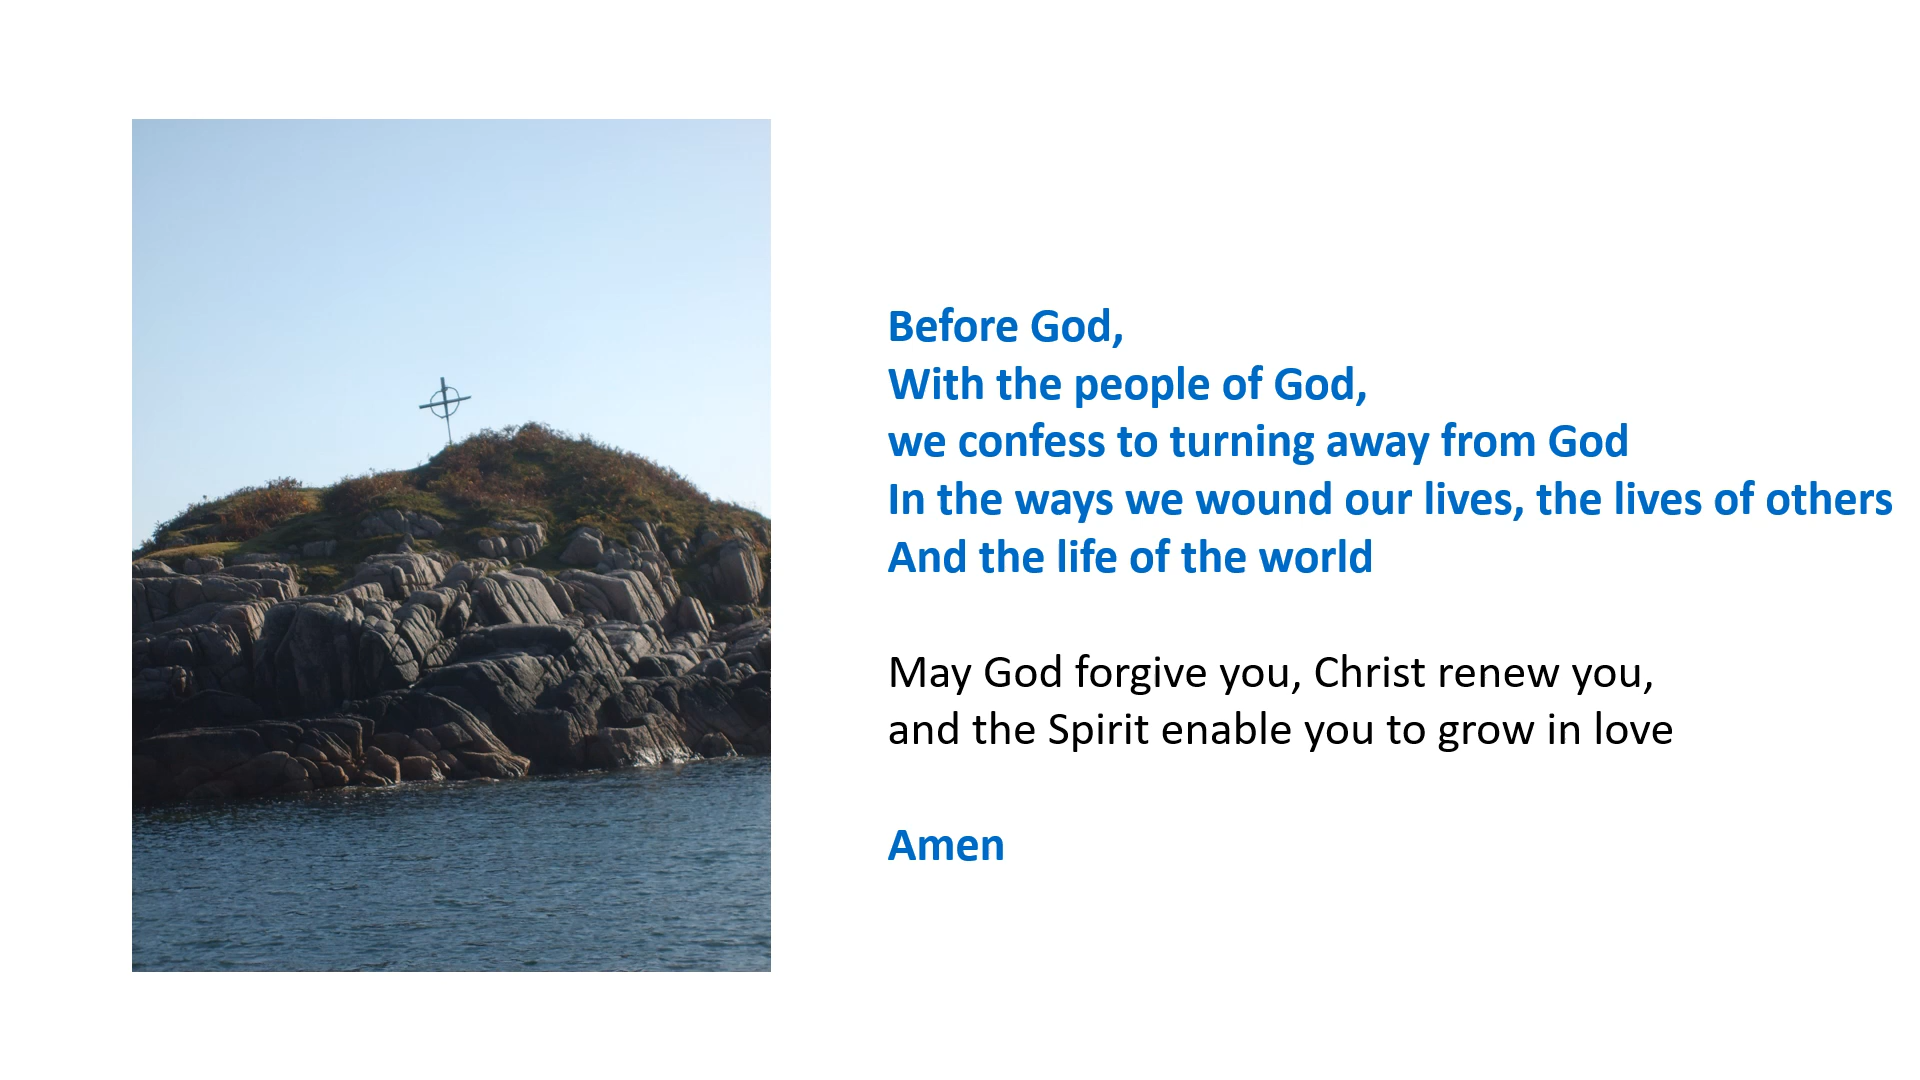 Before God,
With the people of God,
we confess to turning away from God
In the ways we wound our lives, the lives of others
And the life of the world
May God forgive you, Christ renew you,
and the Spirit enable you to grow in love
Amen